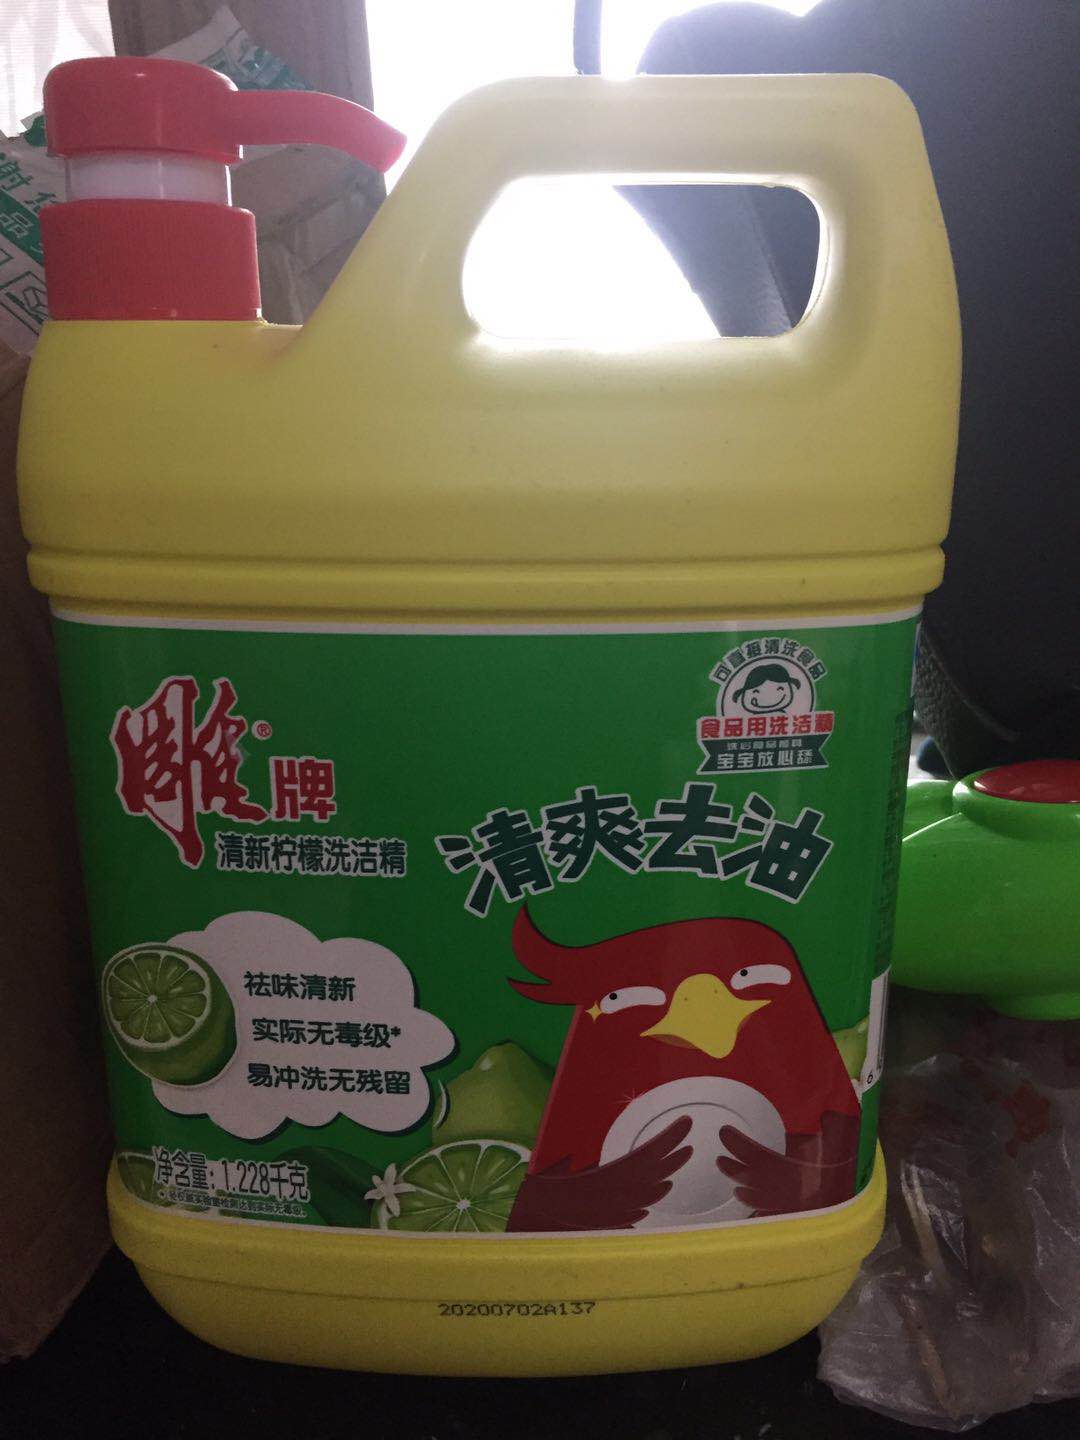 可直接清洗食品
食品用洗洁精
宝宝放心舔
雕®
牌
清新柠檬洗洁精
清爽去油
祛味清新
实际无毒级*
易冲洗无残留
净含量:1.228千克
20200702A137